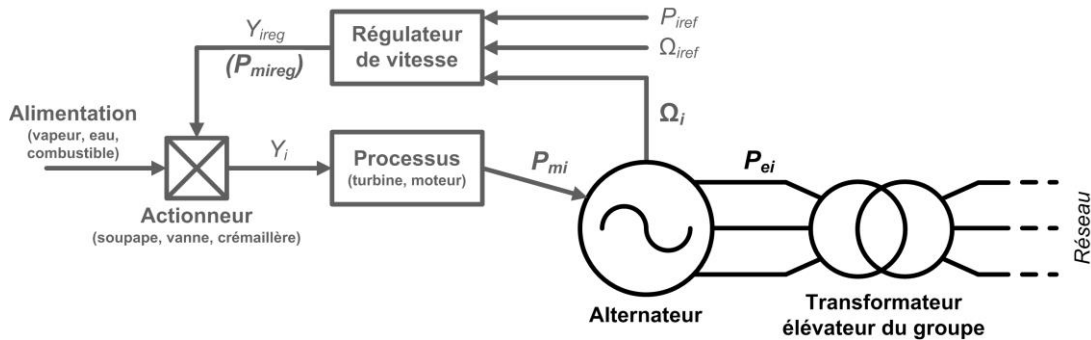 Y_ireg
(P_mireg)
Régulateur
de vitesse
P_iref
Ω_iref
Ω_i
Alimentation
(vapeur, eau,
combustible)
Y_i
Actionneur
(soupape, vanne, crémaillère)
Processus
(turbine, moteur)
P_mi
P_ei
Alternateur
Transformateur
élévateur du groupe
Réseau